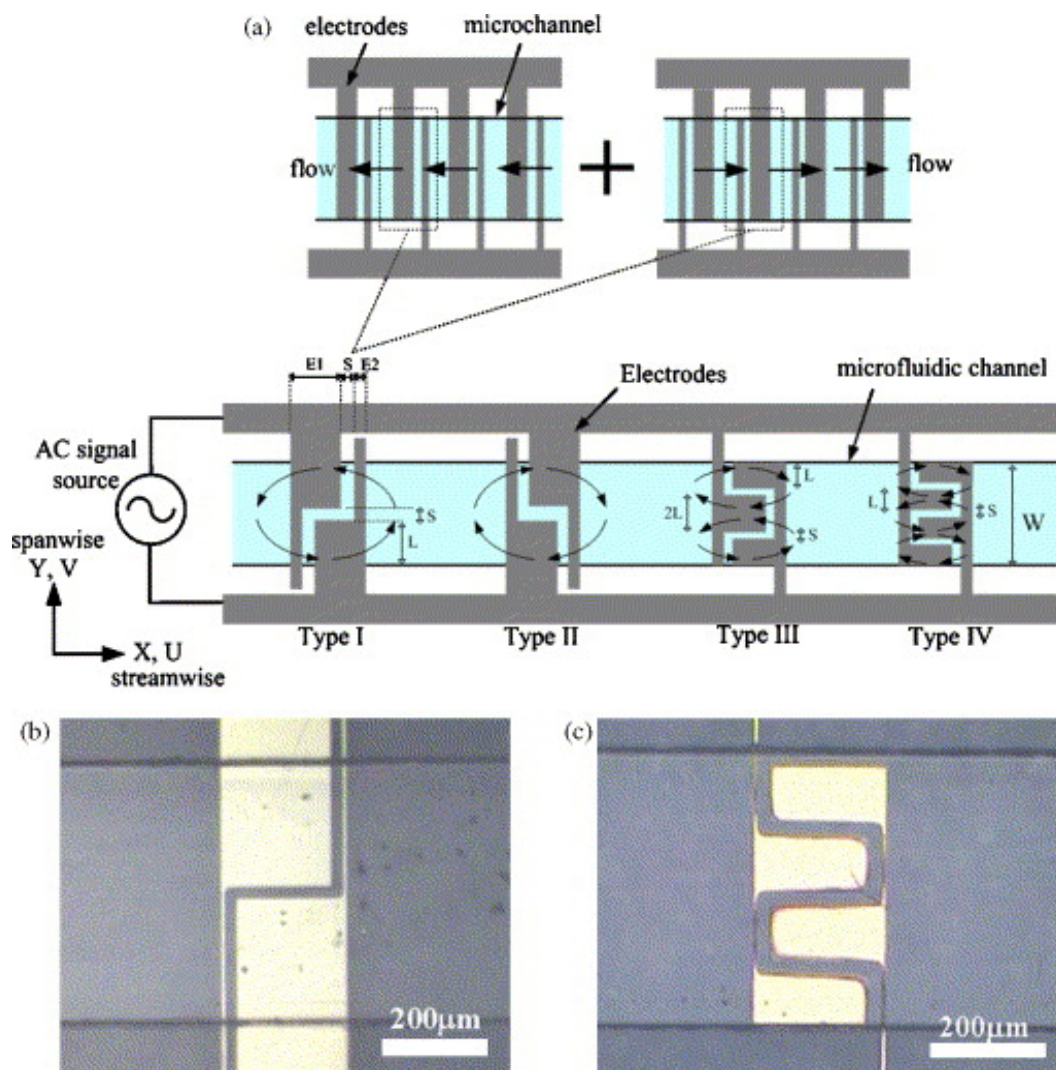 (a)
electrodes
microchannel
flow
flow
E1 S E2
Electrodes
microfluidic channel
AC signal
source
S
L
2L
L
S
L
S
W
spanwise
Y, V
X, U
streamwise
Type I
Type II
Type III
Type IV
(b)
(c)
200μm
200μm